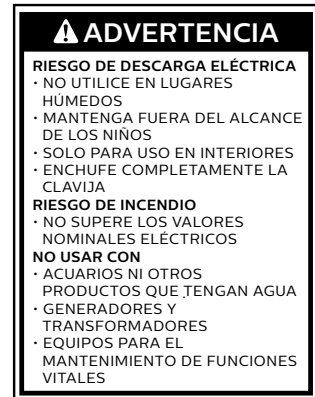 ⚠ ADVERTENCIA
RIESGO DE DESCARGA ELÉCTRICA
· NO UTILICE EN LUGARES
HÚMEDOS
· MANTENGA FUERA DEL ALCANCE
DE LOS NIÑOS
· SOLO PARA USO EN INTERIORES
· ENCHUFE COMPLETAMENTE LA
CLAVIJA
RIESGO DE INCENDIO
· NO SUPERE LOS VALORES
NOMINALES ELÉCTRICOS
NO USAR CON
· ACUARIOS NI OTROS
PRODUCTOS QUE TENGAN AGUA
· GENERADORES Y
TRANSFORMADORES
· EQUIPOS PARA EL
MANTENIMIENTO DE FUNCIONES
VITALES